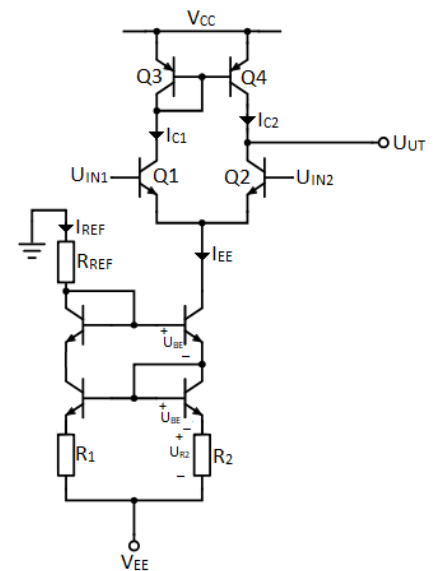 VCC
Q3
Q4
IC1
IC2
UUT
UIN1
Q1
Q2
UIN2
IREF
RREF
IEE
+
UBE
−
+
UBE
−
+
R1
UR2
R2
−
VEE